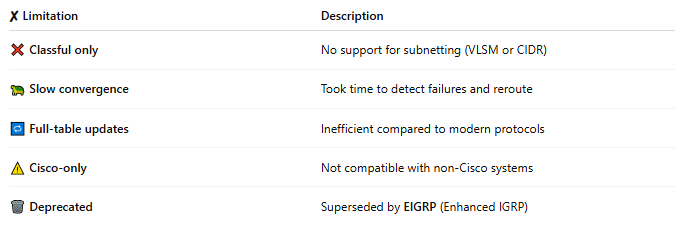 ✗ Limitation Description
❌ Classful only No support for subnetting (VLSM or CIDR)
🐢 Slow convergence Took time to detect failures and reroute
🔁 Full-table updates Inefficient compared to modern protocols
⚠️ Cisco-only Not compatible with non-Cisco systems
🗑️ Deprecated Superseded by EIGRP (Enhanced IGRP)